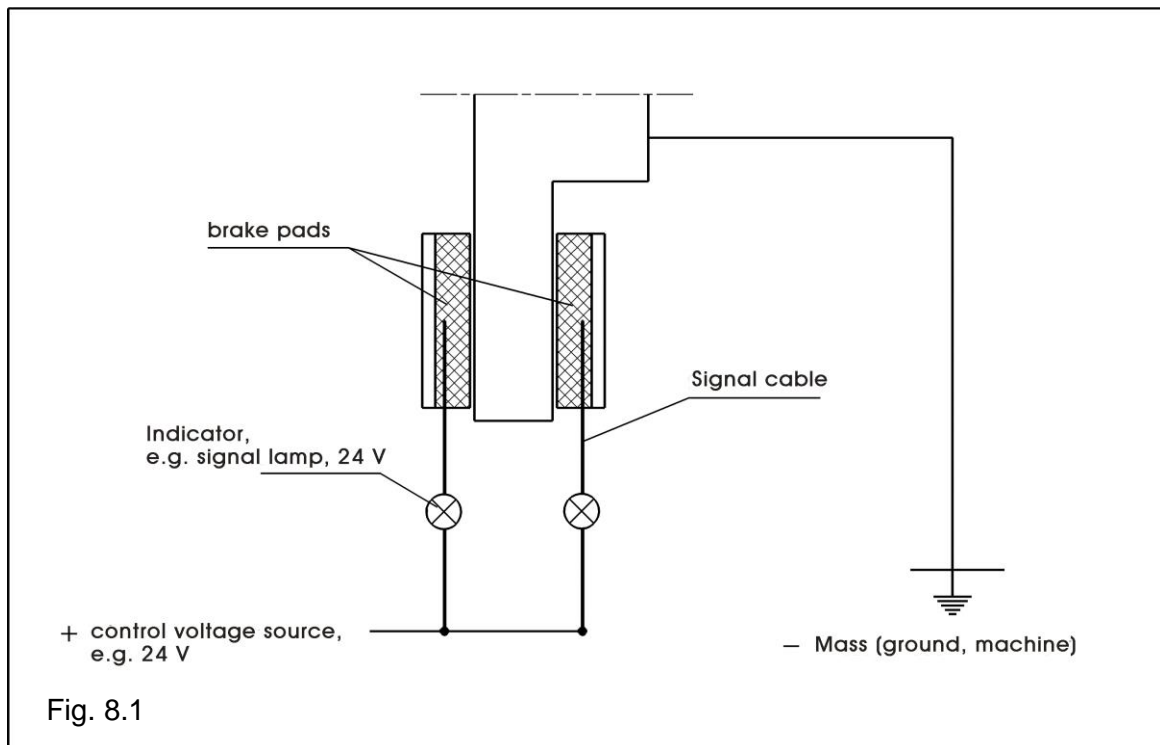 brake pads
Signal cable
Indicator,
e.g. signal lamp, 24 V
+ control voltage source,
e.g. 24 V
– Mass (ground, machine)
Fig. 8.1